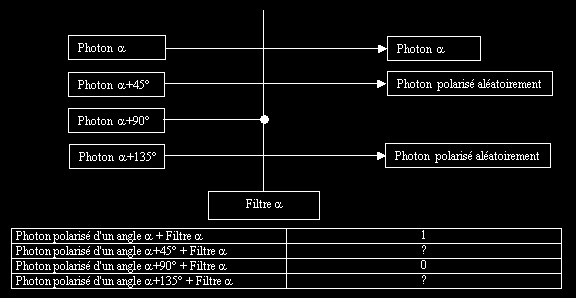 Photon α
Photon α
Photon α+45°
Photon polarisé aléatoirement
Photon α+90°
Photon α+135°
Photon polarisé aléatoirement
Filtre α
Photon polarisé d'un angle α + Filtre α 1
Photon polarisé d'un angle α+45° + Filtre α ?
Photon polarisé d'un angle α+90° + Filtre α 0
Photon polarisé d'un angle α+135° + Filtre α ?